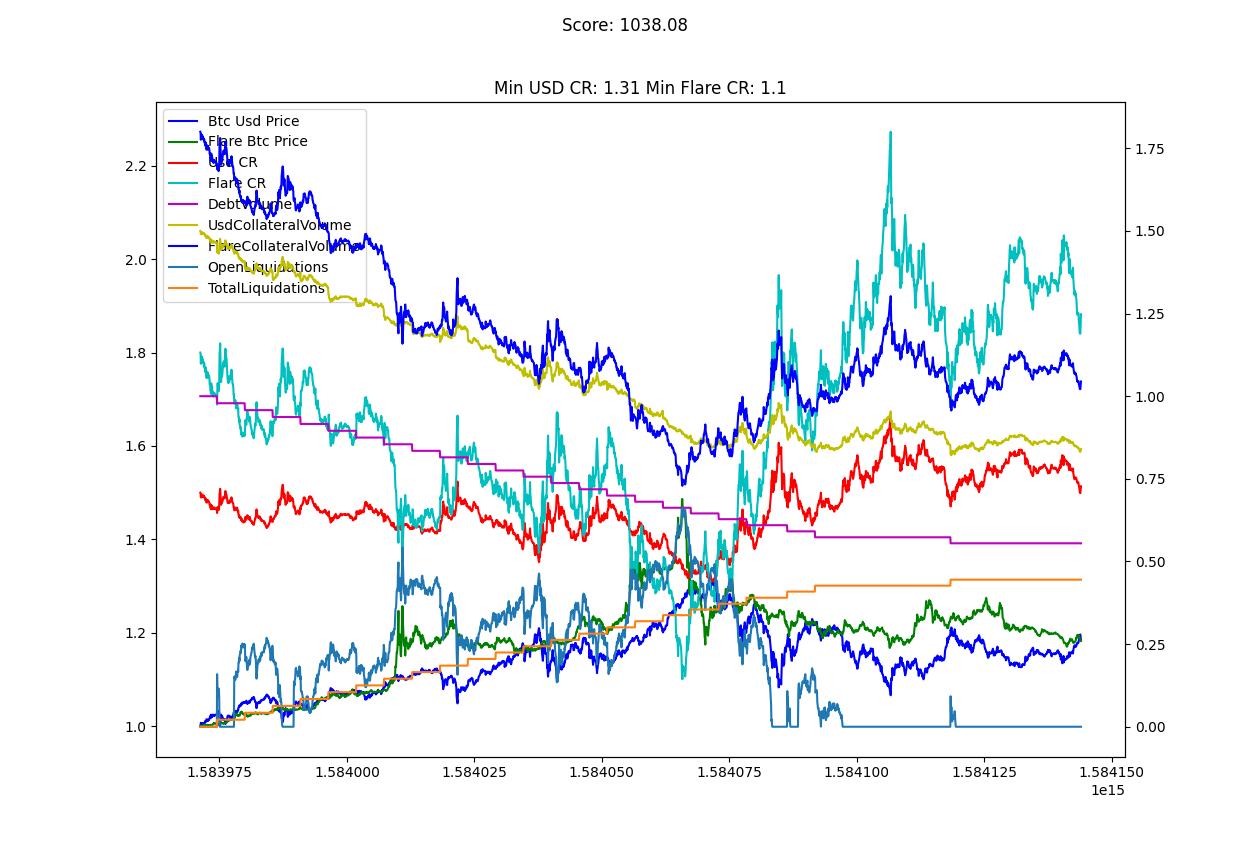 Score: 1038.08
Min USD CR: 1.31 Min Flare CR: 1.1
Btc Usd Price
Flare Btc Price
Usd CR
Flare CR
DebtVolume
UsdCollateralVolume
FlareCollateralVolume
OpenLiquidations
TotalLiquidations
2.2
2.0
1.8
1.6
1.4
1.2
1.0
1.75
1.50
1.25
1.00
0.75
0.50
0.25
0.00
1.583975 1.584000 1.584025 1.584050 1.584075 1.584100 1.584125 1.584150
1e15